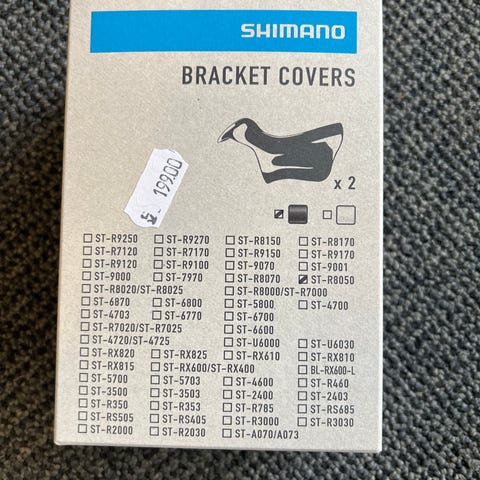 SHIMANO
BRACKET COVERS
x 2
199.00
ST-R9250 ST-R9270 ST-R8150 ST-R8170
ST-R7120 ST-R7170 ST-R9150 ST-R9170
ST-R9120 ST-R9100 ST-9070 ST-9001
ST-9000 ST-7970 ST-R8070 ST-R8050
ST-R8020/ST-R8025 ST-R8000/ST-R7000
ST-6870 ST-6800 ST-5800 ST-4700
ST-4703 ST-6770 ST-6700
ST-R7020/ST-R7025 ST-6600
ST-4720/ST-4725 ST-U6000 ST-U6030
ST-RX820 ST-RX825 ST-RX610 ST-RX810
ST-RX815 ST-RX600/ST-RX400 BL-RX600-L
ST-5700 ST-5703 ST-4600 ST-R460
ST-3500 ST-3503 ST-2400 ST-2403
ST-R350 ST-R353 ST-R785 ST-RS685
ST-RS505 ST-RS405 ST-R3000 ST-R3030
ST-R2000 ST-R2030 ST-A070/A073